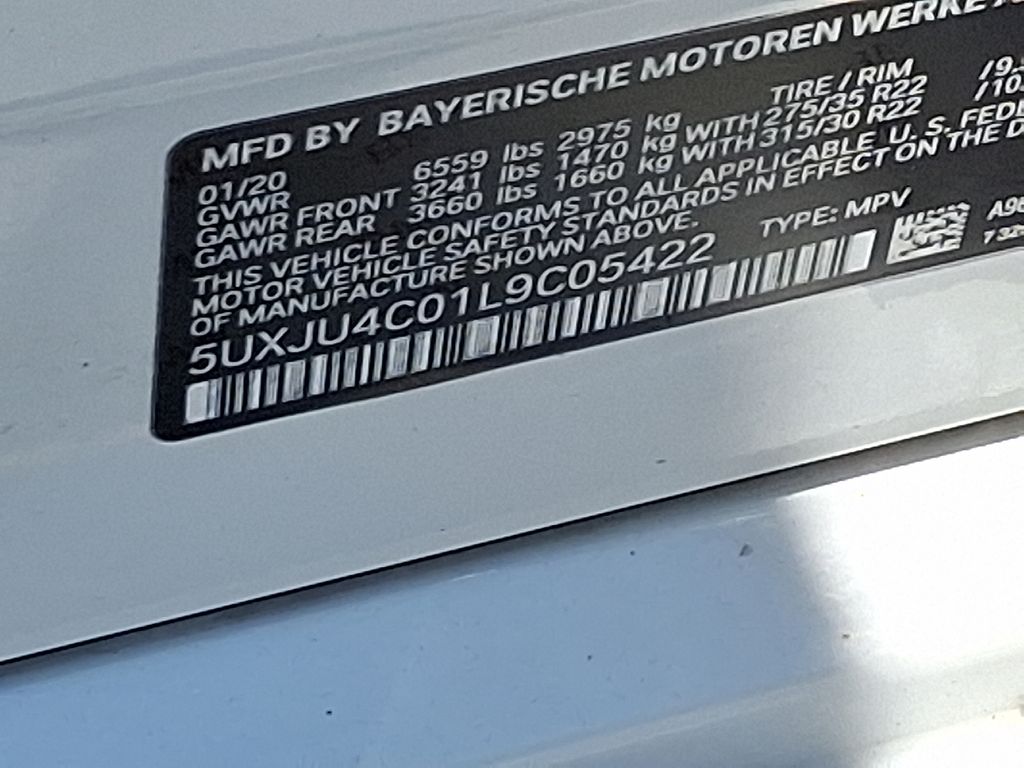 MFD BY BAYERISCHE MOTOREN WERKE
01/20 TIRE / RIM
GVWR 6559 lbs 2975 kg
GAWR FRONT 3241 lbs 1470 kg WITH 275/35 R22
GAWR REAR 3660 lbs 1660 kg WITH 315/30 R22
THIS VEHICLE CONFORMS TO ALL APPLICABLE U. S.
MOTOR VEHICLE SAFETY STANDARDS IN EFFECT ON THE
OF MANUFACTURE SHOWN ABOVE.
5UXJU4C01L9C05422 TYPE: MPV